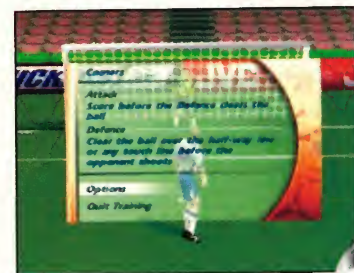 Corners
Attack
Score before the Defence clears the
ball
Defence
Clear the ball over the half-way line
or any touch line before the
opponent shoots
Options
Quit Training